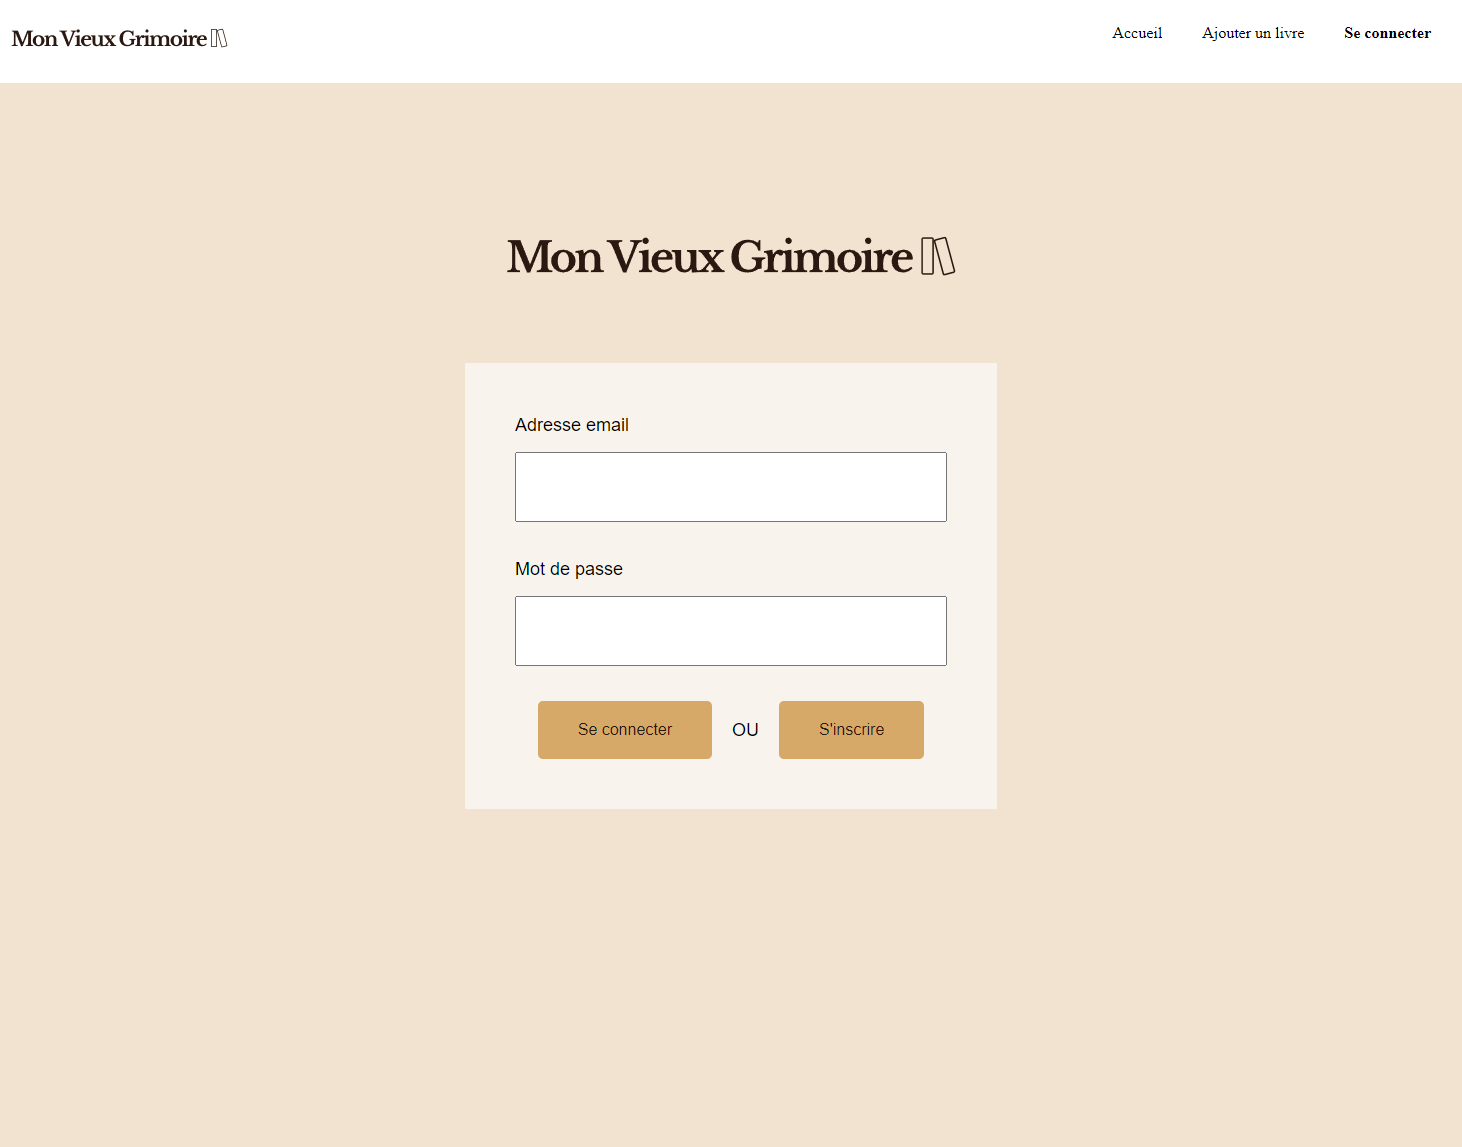 Mon Vieux Grimoire
Accueil Ajouter un livre Se connecter
Mon Vieux Grimoire
Adresse email
Mot de passe
Se connecter OU S'inscrire